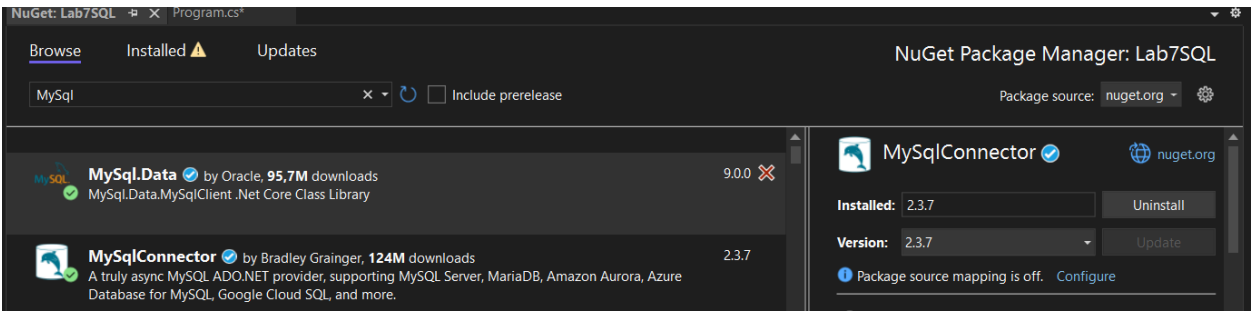 NuGet: Lab7SQL Program.cs*
Browse Installed Updates NuGet Package Manager: Lab7SQL
MySql Include prerelease Package source: nuget.org
MySQL MySql.Data by Oracle, 95,7M downloads 9.0.0
MySql.Data.MySqlClient .Net Core Class Library
MySqlConnector by Bradley Grainger, 124M downloads 2.3.7
A truly async MySQL ADO.NET provider, supporting MySQL Server, MariaDB, Amazon Aurora, Azure
Database for MySQL, Google Cloud SQL, and more.
MySqlConnector nuget.org
Installed: 2.3.7 Uninstall
Version: 2.3.7 Update
Package source mapping is off. Configure